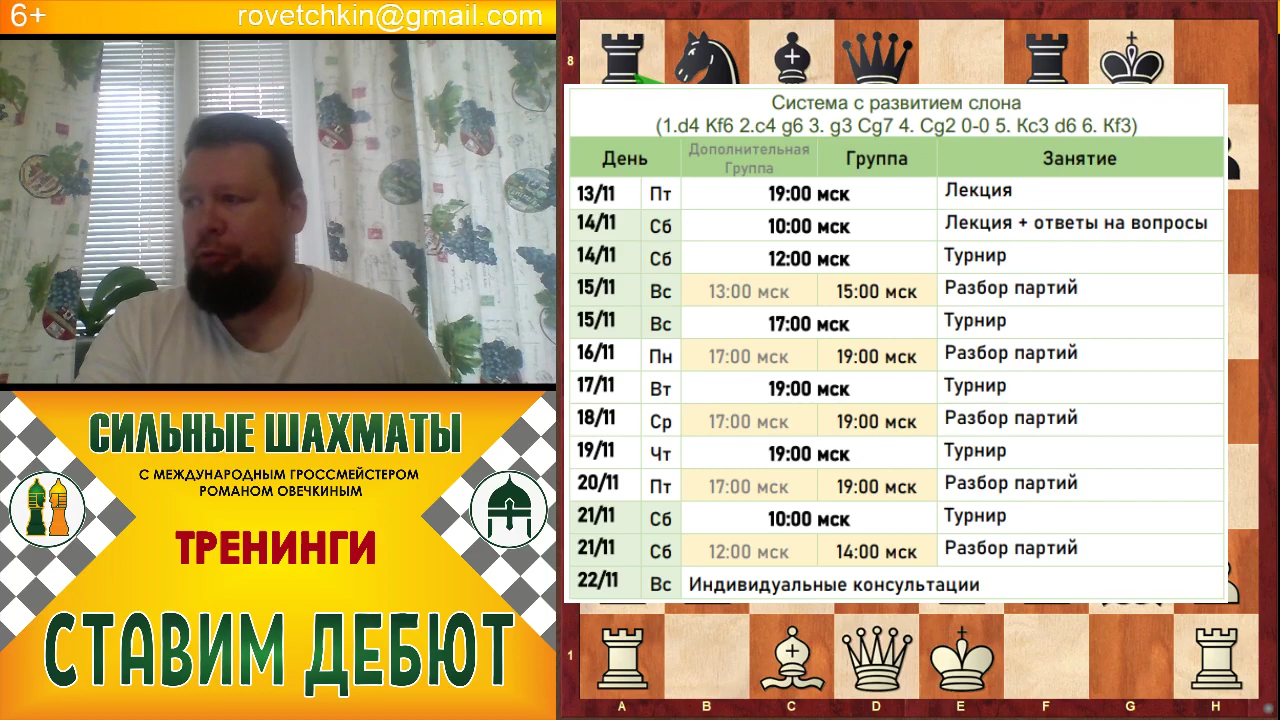 6+
rovetchkin@gmail.com
СИЛЬНЫЕ ШАХМАТЫ
С МЕЖДУНАРОДНЫМ ГРОССМЕЙСТЕРОМ
РОМАНОМ ОВЕЧКИНЫМ
ТРЕНИНГИ
СТАВИМ ДЕБЮТ
8
Система с развитием слона
(1.d4 Kf6 2.c4 g6 3. g3 Cg7 4. Cg2 0-0 5. Кc3 d6 6. Kf3)
День Дополнительная Группа Группа Занятие
13/11 Пт 19:00 мск Лекция
14/11 Сб 10:00 мск Лекция + ответы на вопросы
14/11 Сб 12:00 мск Турнир
15/11 Вс 13:00 мск 15:00 мск Разбор партий
15/11 Вс 17:00 мск Турнир
16/11 Пн 17:00 мск 19:00 мск Разбор партий
17/11 Вт 19:00 мск Турнир
18/11 Ср 17:00 мск 19:00 мск Разбор партий
19/11 Чт 19:00 мск Турнир
20/11 Пт 17:00 мск 19:00 мск Разбор партий
21/11 Сб 10:00 мск Турнир
21/11 Сб 12:00 мск 14:00 мск Разбор партий
22/11 Вс Индивидуальные консультации
1
A B C D E F G H